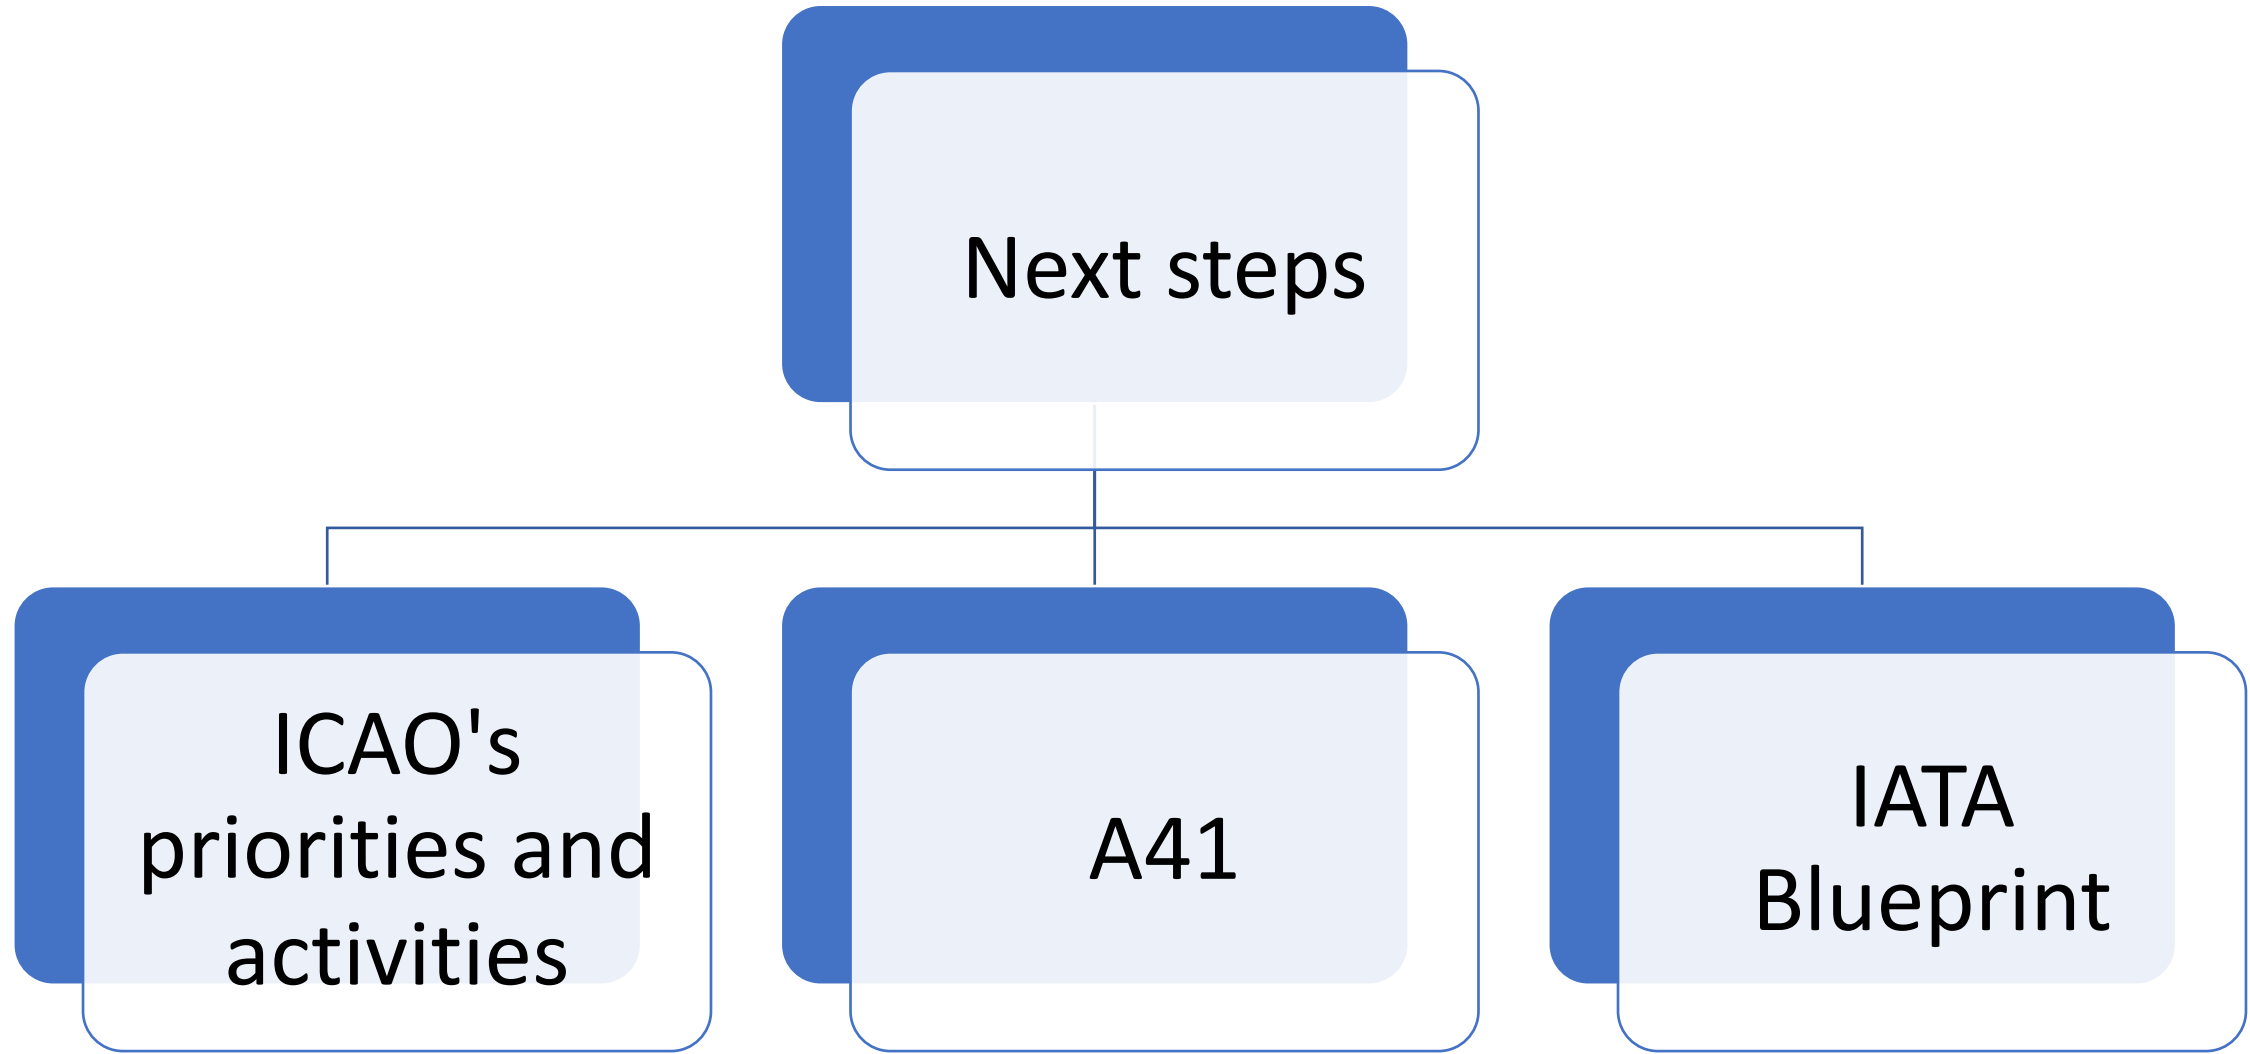 Next steps
ICAO's
priorities and
activities
A41
IATA
Blueprint